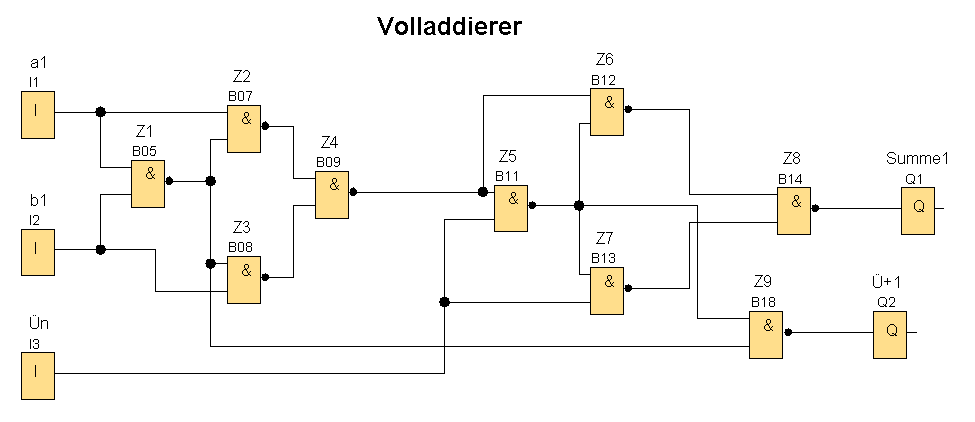 Volladdierer
a1
I1
I
b1
I2
I
Ün
I3
I
Z1
B05
&
Z2
B07
&
Z3
B08
&
Z4
B09
&
Z5
B11
&
Z6
B12
&
Z7
B13
&
Z8
B14
&
Z9
B18
&
Summe1
Q1
Q
Ü+1
Q2
Q